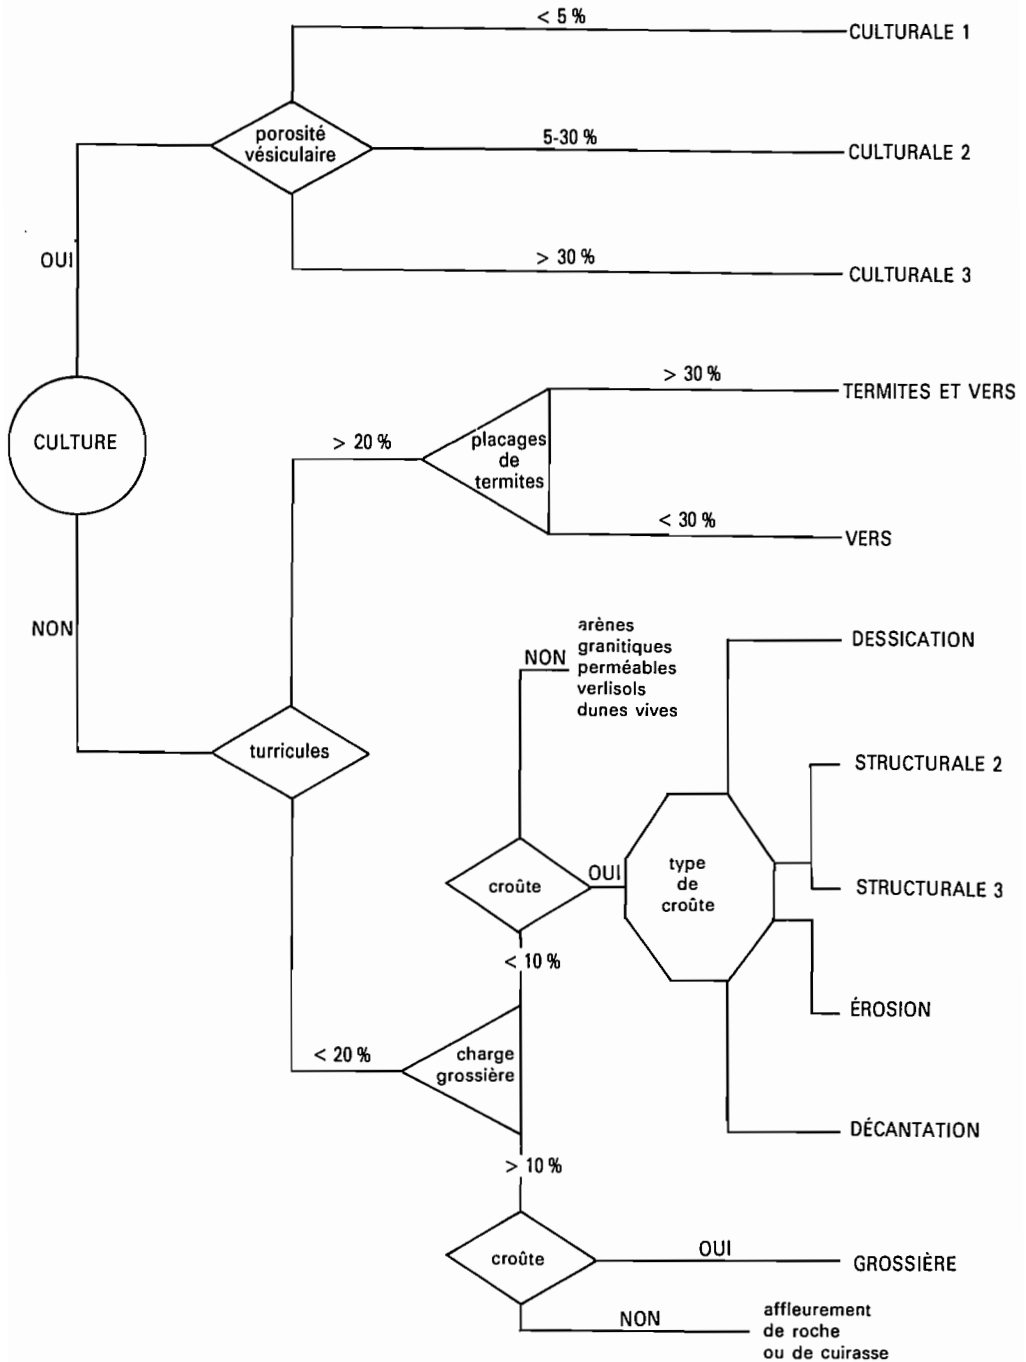 < 5 %
CULTURALE 1
porosité
vésiculaire
5-30 %
CULTURALE 2
OUI
> 30 %
CULTURALE 3
CULTURE
> 30 %
TERMITES ET VERS
> 20 %
placages
de
termites
< 30 %
VERS
NON
arènes
granitiques
perméables
verlisols
dunes vives
NON
DESSICATION
turricules
STRUCTURALE 2
croûte
OUI
type
de
croûte
STRUCTURALE 3
< 10 %
ÉROSION
< 20 %
charge
grossière
DÉCANTATION
> 10 %
croûte
OUI
GROSSIÈRE
NON
affleurement
de roche
ou de cuirasse